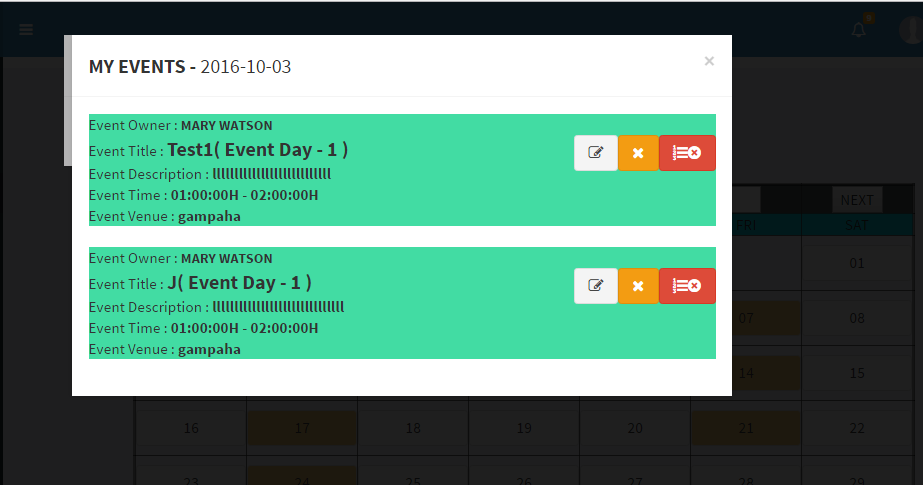 MY EVENTS - 2016-10-03
×
Event Owner : MARY WATSON
Event Title : Test1( Event Day - 1 )
Event Description : lllllllllllllllllllllllllll
Event Time : 01:00:00H - 02:00:00H
Event Venue : gampaha
Event Owner : MARY WATSON
Event Title : J( Event Day - 1 )
Event Description : llllllllllllllllllllllllllllll
Event Time : 01:00:00H - 02:00:00H
Event Venue : gampaha
NEXT
FRI SAT
01
07 08
14 15
16 17 18 19 20 21 22
23 24 25 26 27 28 29